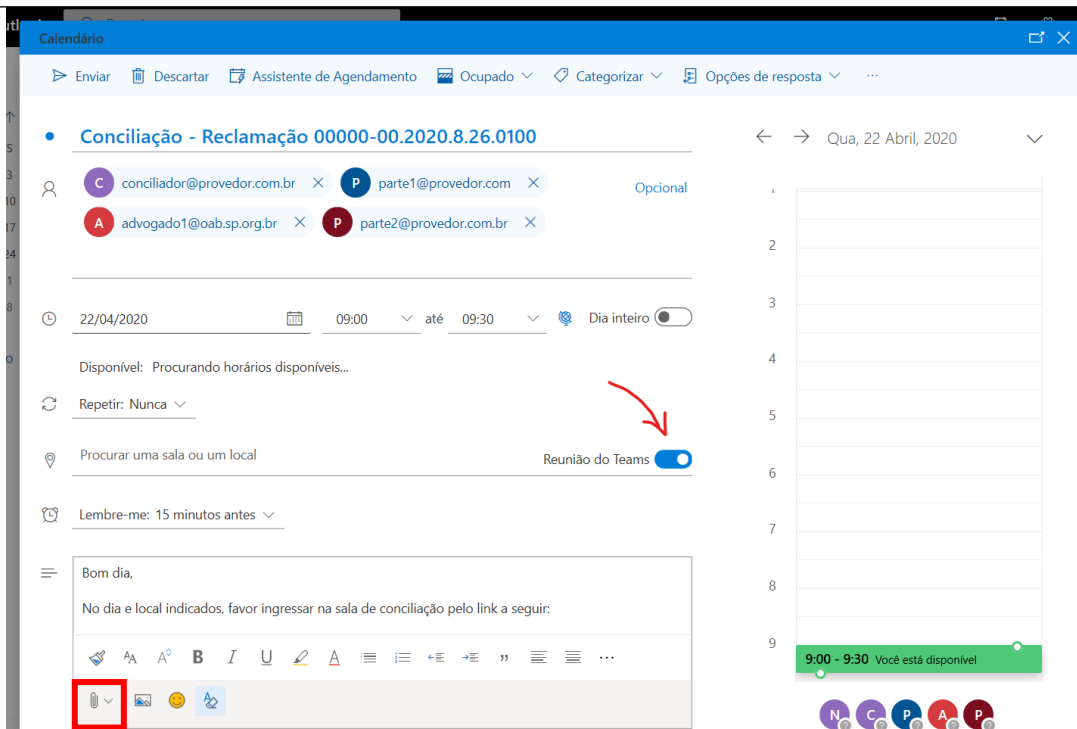 Calendário
Enviar Descartar Assistente de Agendamento Ocupado Categorizar Opções de resposta ...
Conciliação - Reclamação 00000-00.2020.8.26.0100
Qua, 22 Abril, 2020
C conciliador@provedor.com.br P parte1@provedor.com Opcional
A advogado1@oab.sp.org.br P parte2@provedor.com.br
22/04/2020 09:00 até 09:30 Dia inteiro
Disponível: Procurando horários disponíveis...
Repetir: Nunca
Procurar uma sala ou um local Reunião do Teams
Lembre-me: 15 minutos antes
Bom dia,
No dia e local indicados, favor ingressar na sala de conciliação pelo link a seguir:
2
3
4
5
6
7
8
9
9:00 - 9:30 Você está disponível
N C P A P